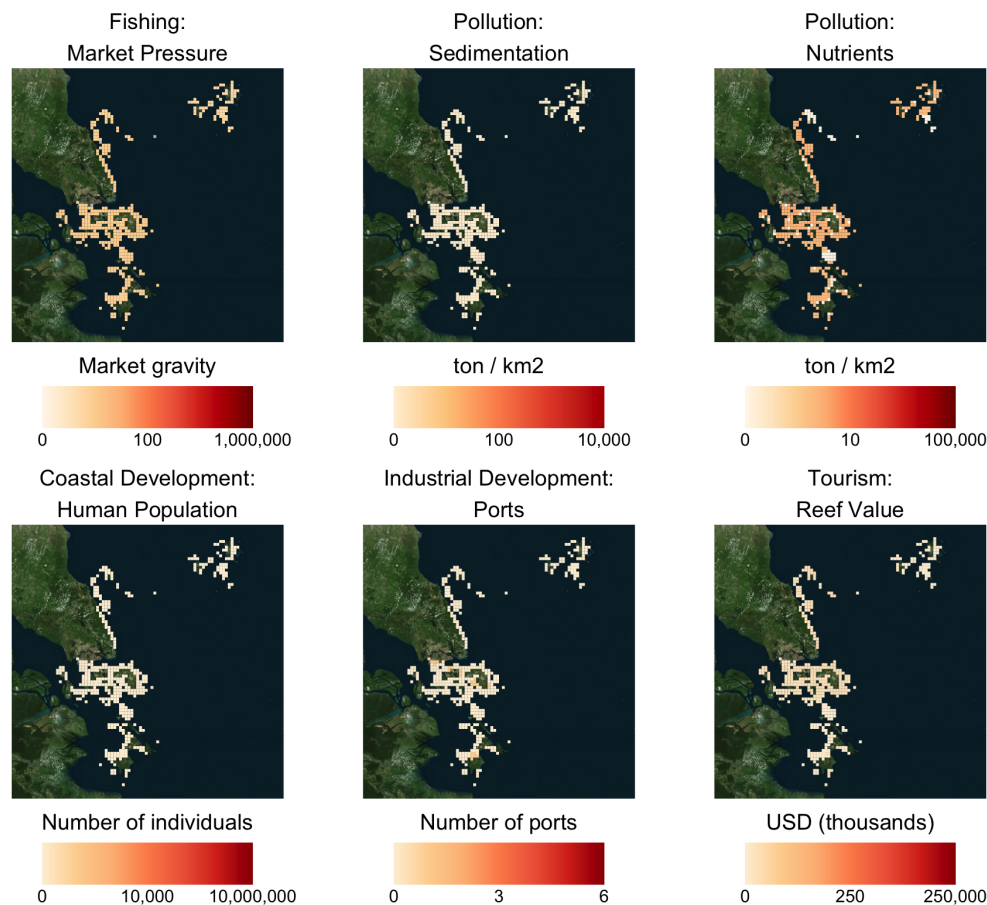 Fishing:
Market Pressure
Pollution:
Sedimentation
Pollution:
Nutrients
Market gravity
0 100 1,000,000
ton / km2
0 100 10,000
ton / km2
0 10 100,000
Coastal Development:
Human Population
Industrial Development:
Ports
Tourism:
Reef Value
Number of individuals
0 10,000 10,000,000
Number of ports
0 3 6
USD (thousands)
0 250 250,000